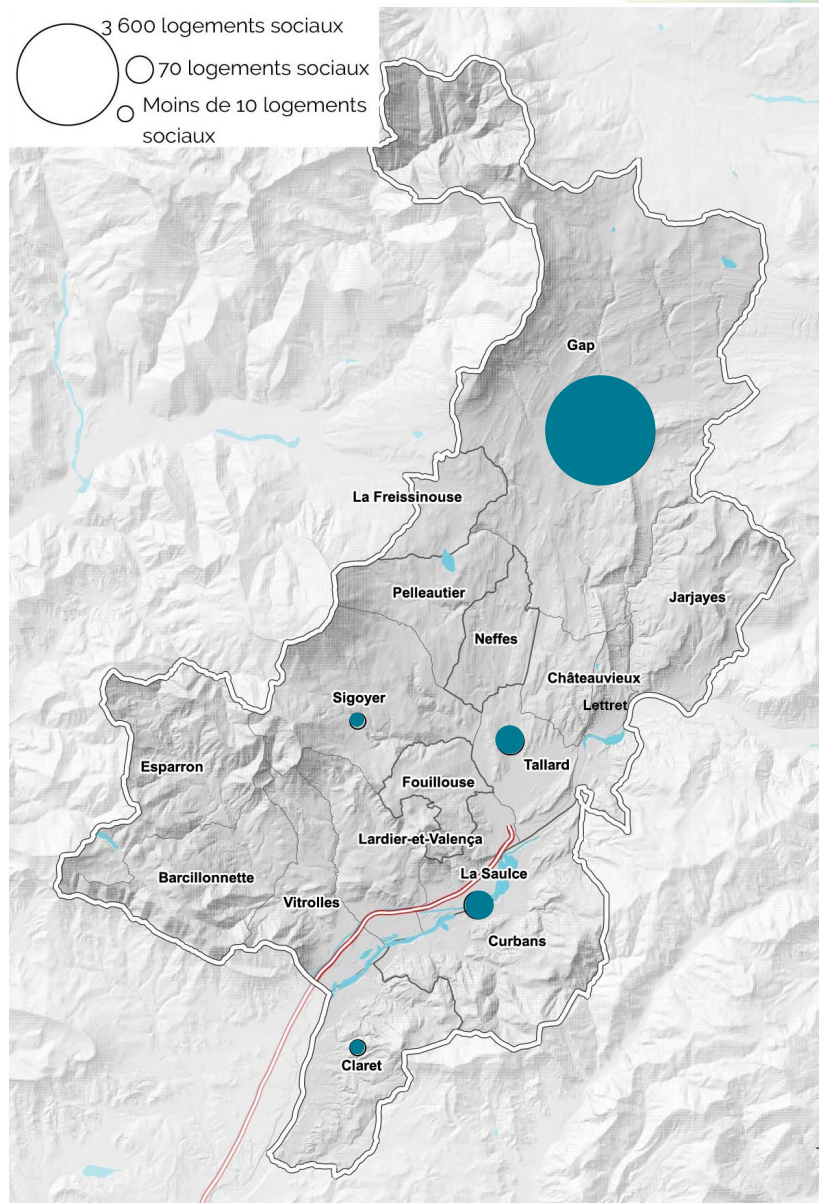 3 600 logements sociaux
70 logements sociaux
Moins de 10 logements
sociaux
Gap
La Freissinouse
Pelleautier
Jarjayes
Neffes
Châteauvieux
Sigoyer
Lettret
Esparron
Tallard
Fouillouse
Lardier-et-Valença
La Saulce
Barcillonnette
Vitrolles
Curbans
Claret